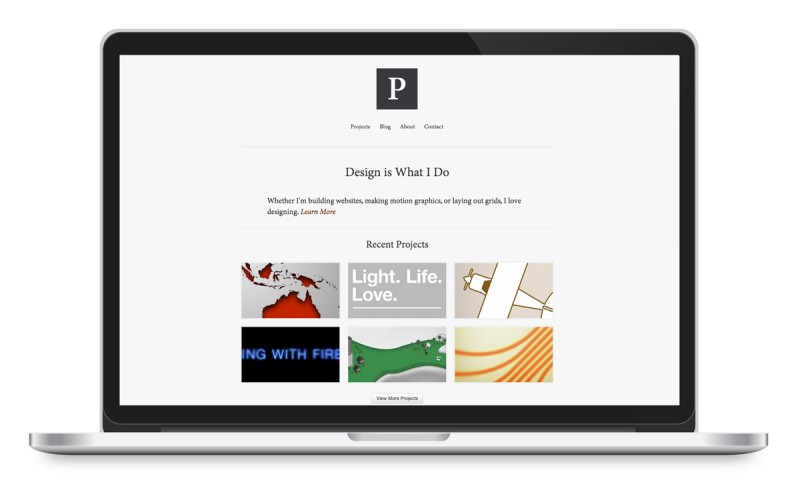 P
Projects Blog About Contact
Design is What I Do
Whether I'm building websites, making motion graphics, or laying out grids, I love
designing. Learn More
Recent Projects
Light. Life.
Love.
ING WITH FIRE
View More Projects